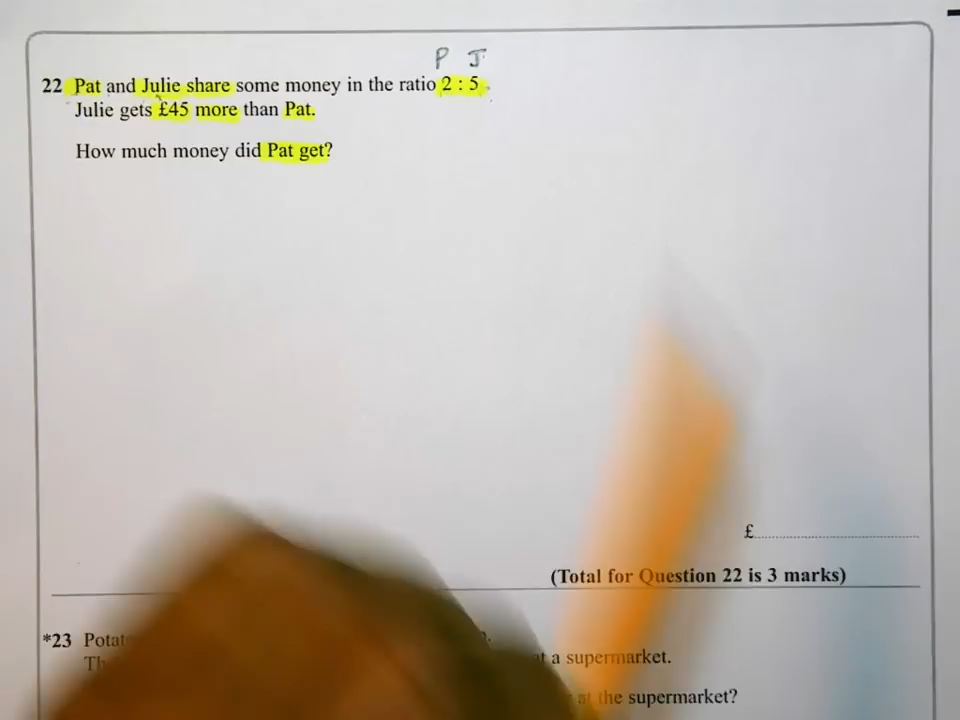 P J
22 Pat and Julie share some money in the ratio 2 : 5 .
Julie gets £45 more than Pat.
How much money did Pat get?
£
(Total for Question 22 is 3 marks)
*23
a supermarket.
at the supermarket?